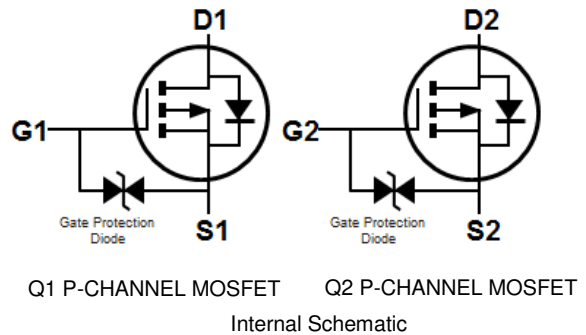 D1 D2
G1 G2
Gate Protection Diode S1 Gate Protection Diode S2
Q1 P-CHANNEL MOSFET Q2 P-CHANNEL MOSFET
Internal Schematic